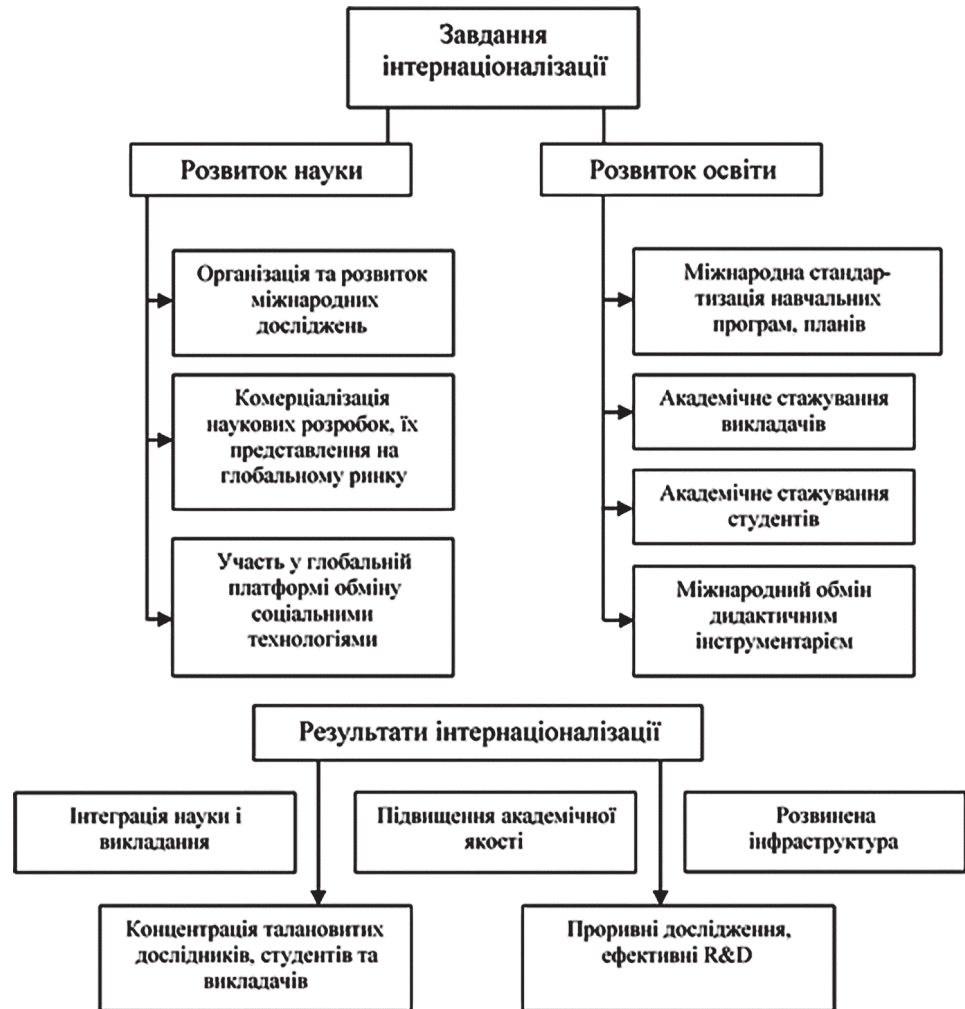 Завдання
інтернаціоналізації
Розвиток науки
Організація та розвиток
міжнародних
досліджень
Комерціалізація
наукових розробок, їх
представлення на
глобальному ринку
Участь у глобальній
платформі обміну
соціальними
технологіями
Розвиток освіти
Міжнародна стандар-
тизація навчальних
програм, планів
Академічне стажування
викладачів
Академічне стажування
студентів
Міжнародний обмін
дидактичним
інструментарієм
Результати інтернаціоналізації
Інтеграція науки і
викладання
Підвищення академічної
якості
Розвинена
інфраструктура
Концентрація талановитих
дослідників, студентів та
викладачів
Проривні дослідження,
ефективні R&D